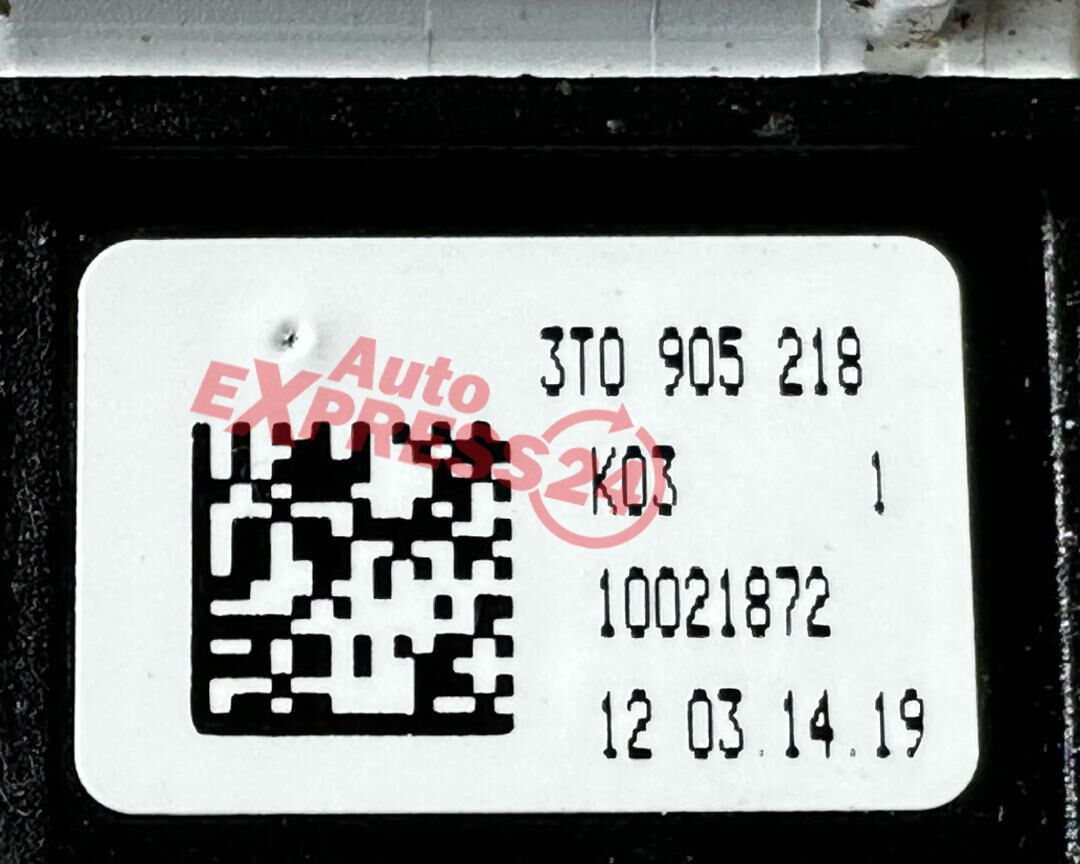 Auto
EXPRESS24
3T0 905 218
K03 1
10021872
12 03.14.19